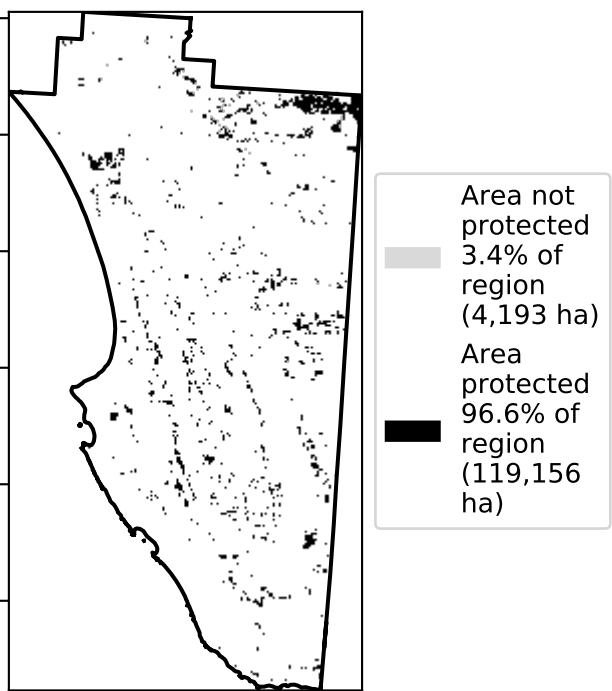 Area not
protected
3.4% of
region
(4,193 ha)
Area
protected
96.6% of
region
(119,156
ha)